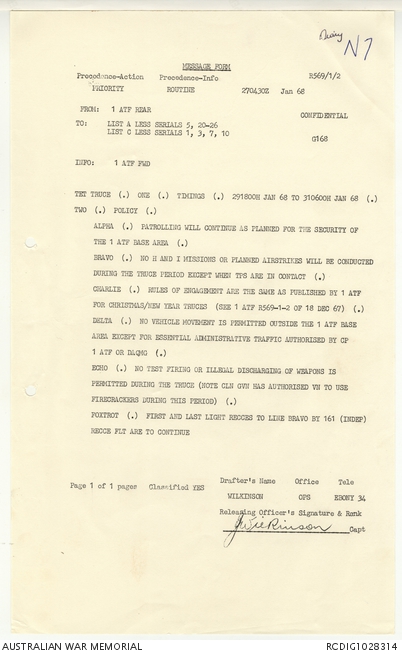 Diary
N7
MESSAGE FORM
Precedence-Action Precedence-Info R569/1/2
PRIORITY ROUTINE 270430Z Jan 68
FROM: 1 ATF REAR
CONFIDENTIAL
TO: LIST A LESS SERIALS 5, 20-26
LIST C LESS SERIALS 1, 3, 7, 10
G168
INFO: 1 ATF FWD
TET TRUCE (.) ONE (.) TIMINGS (.) 291800H JAN 68 TO 310600H JAN 68 (.)
TWO (.) POLICY (.)
ALPHA (.) PATROLLING WILL CONTINUE AS PLANNED FOR THE SECURITY OF
THE 1 ATF BASE AREA (.)
BRAVO (.) NO H AND I MISSIONS OR PLANNED AIRSTRIKES WILL BE CONDUCTED
DURING THE TRUCE PERIOD EXCEPT WHEN TPS ARE IN CONTACT (.)
CHARLIE (.) RULES OF ENGAGEMENT ARE THE SAME AS PUBLISHED BY 1 ATF
FOR CHRISTMAS/NEW YEAR TRUCES (SEE 1 ATF R569-1-2 OF 18 DEC 67) (.)
DELTA (.) NO VEHICLE MOVEMENT IS PERMITTED OUTSIDE THE 1 ATF BASE
AREA EXCEPT FOR ESSENTIAL ADMINISTRATIVE TRAFFIC AUTHORISED BY CP
1 ATF OR DAQMG (.)
ECHO (.) NO TEST FIRING OR ILLEGAL DISCHARGING OF WEAPONS IS
PERMITTED DURING THE TRUCE (NOTE CLN GVN HAS AUTHORISED VN TO USE
FIRECRACKERS DURING THIS PERIOD) (.)
FOXTROT (.) FIRST AND LAST LIGHT RECCES TO LINE BRAVO BY 161 (INDEP)
RECCE FLT ARE TO CONTINUE
Page 1 of 1 pages Classified YES Drafter's Name Office Tele
WILKINSON OPS EBONY 34
Releasing Officer's Signature & Rank
JWilkinson Capt
AUSTRALIAN WAR MEMORIAL RCDIG1028314